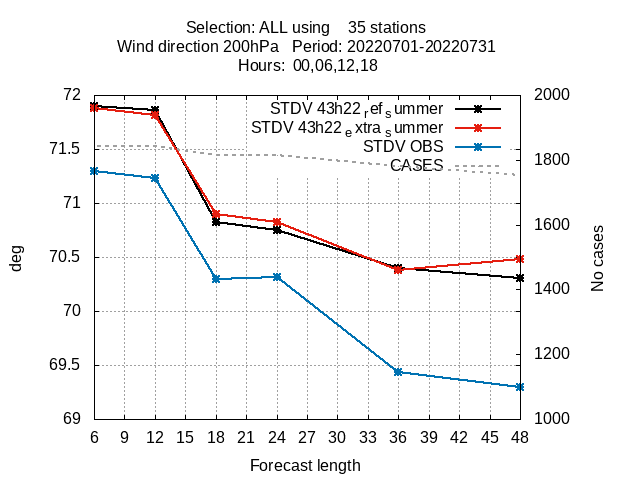 Selection: ALL using    35 stations
Wind direction 200hPa   Period: 20220701-20220731
Hours: 00,06,12,18
72
71.5
71
70.5
70
69.5
69
deg
STDV 43h22_ref_summer
STDV 43h22_extra_summer
STDV OBS
CASES
2000
1800
1600
1400
1200
1000
No cases
6 9 12 15 18 21 24 27 30 33 36 39 42 45 48
Forecast length